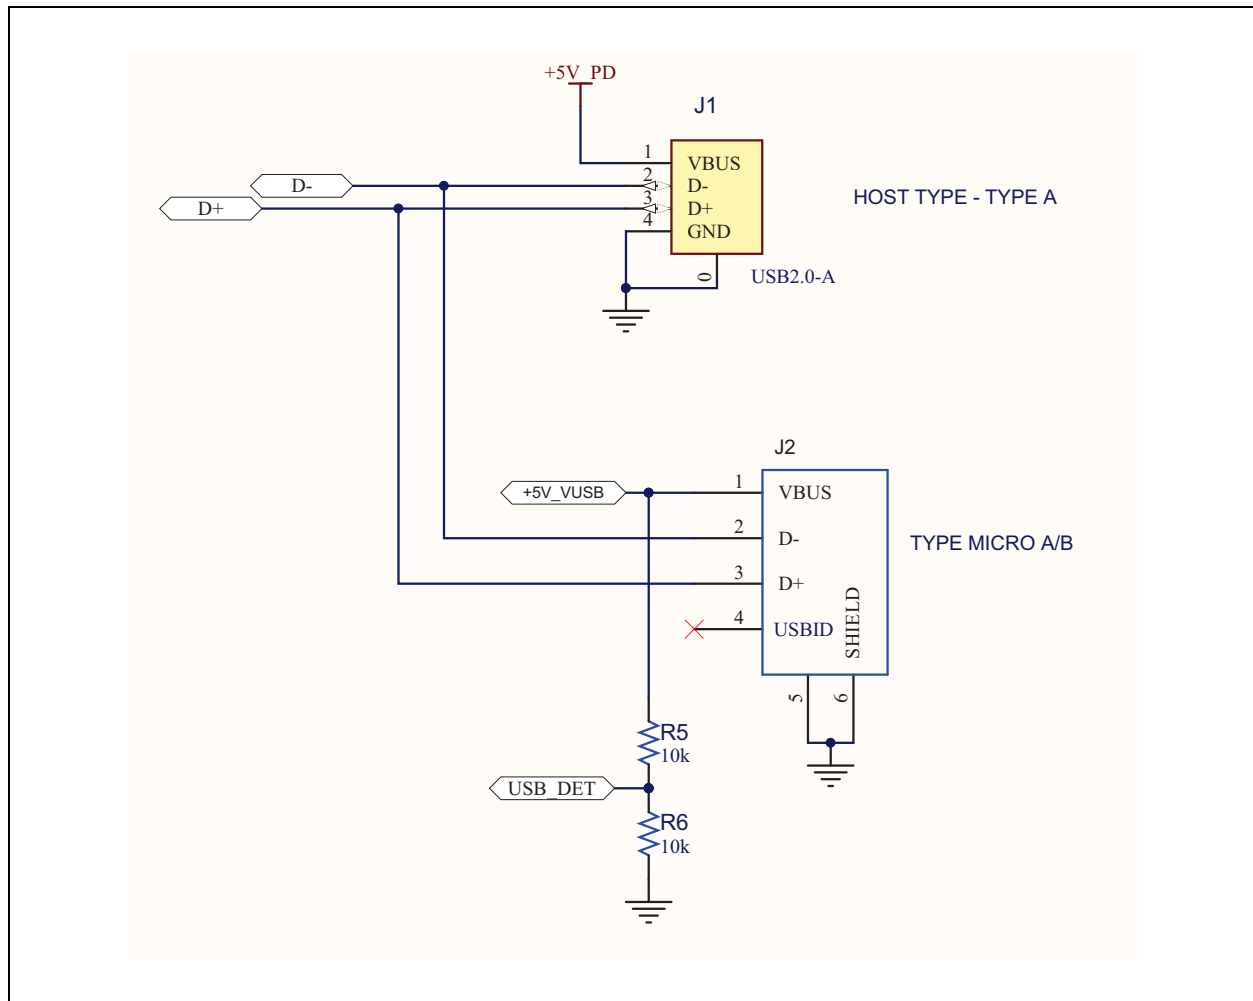 +5V_PD
J1
1
VBUS
D-
2
D-
HOST TYPE - TYPE A
D+
3
D+
4
GND
0
USB2.0-A
J2
+5V_VUSB
1
VBUS
2
D-
TYPE MICRO A/B
3
D+
4
USBID
SHIELD
5
6
R5
10k
USB_DET
R6
10k